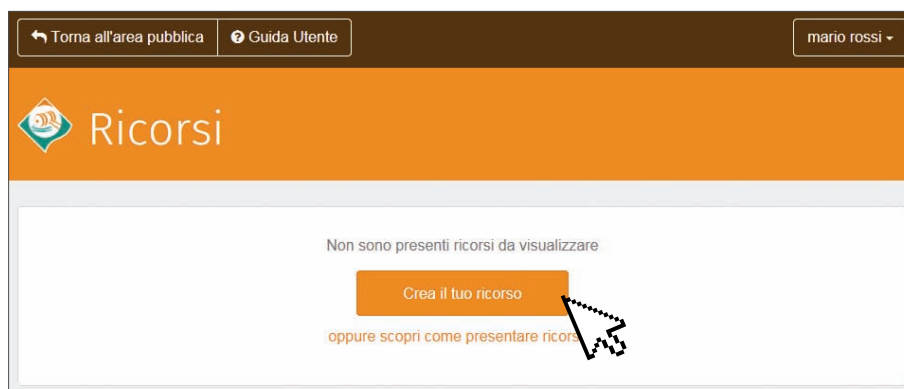 Torna all'area pubblica
Guida Utente
mario rossi
Ricorsi
Non sono presenti ricorsi da visualizzare
Crea il tuo ricorso
oppure scopri come presentare